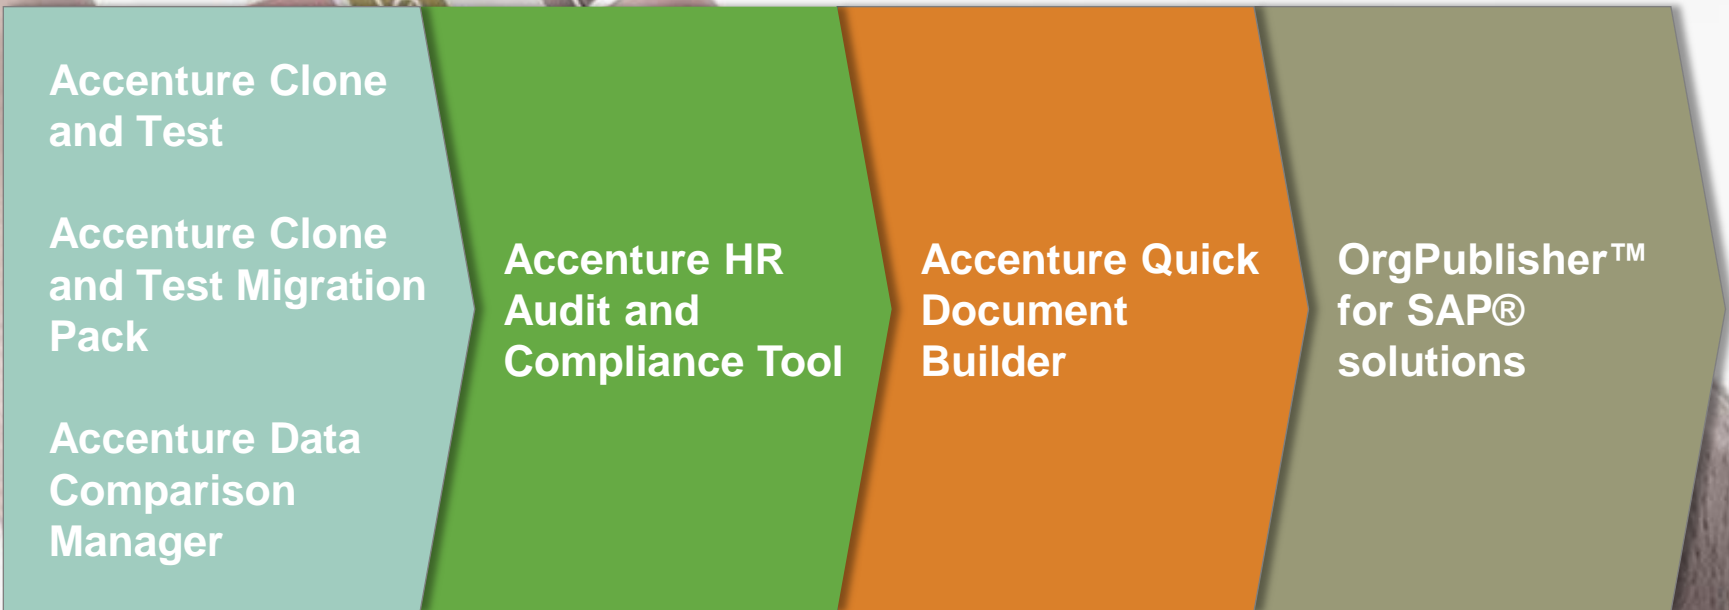 Accenture Clone
and Test
Accenture Clone
and Test Migration
Pack
Accenture Data
Comparison
Manager
Accenture HR
Audit and
Compliance Tool
Accenture Quick
Document
Builder
OrgPublisher™
for SAP®
solutions